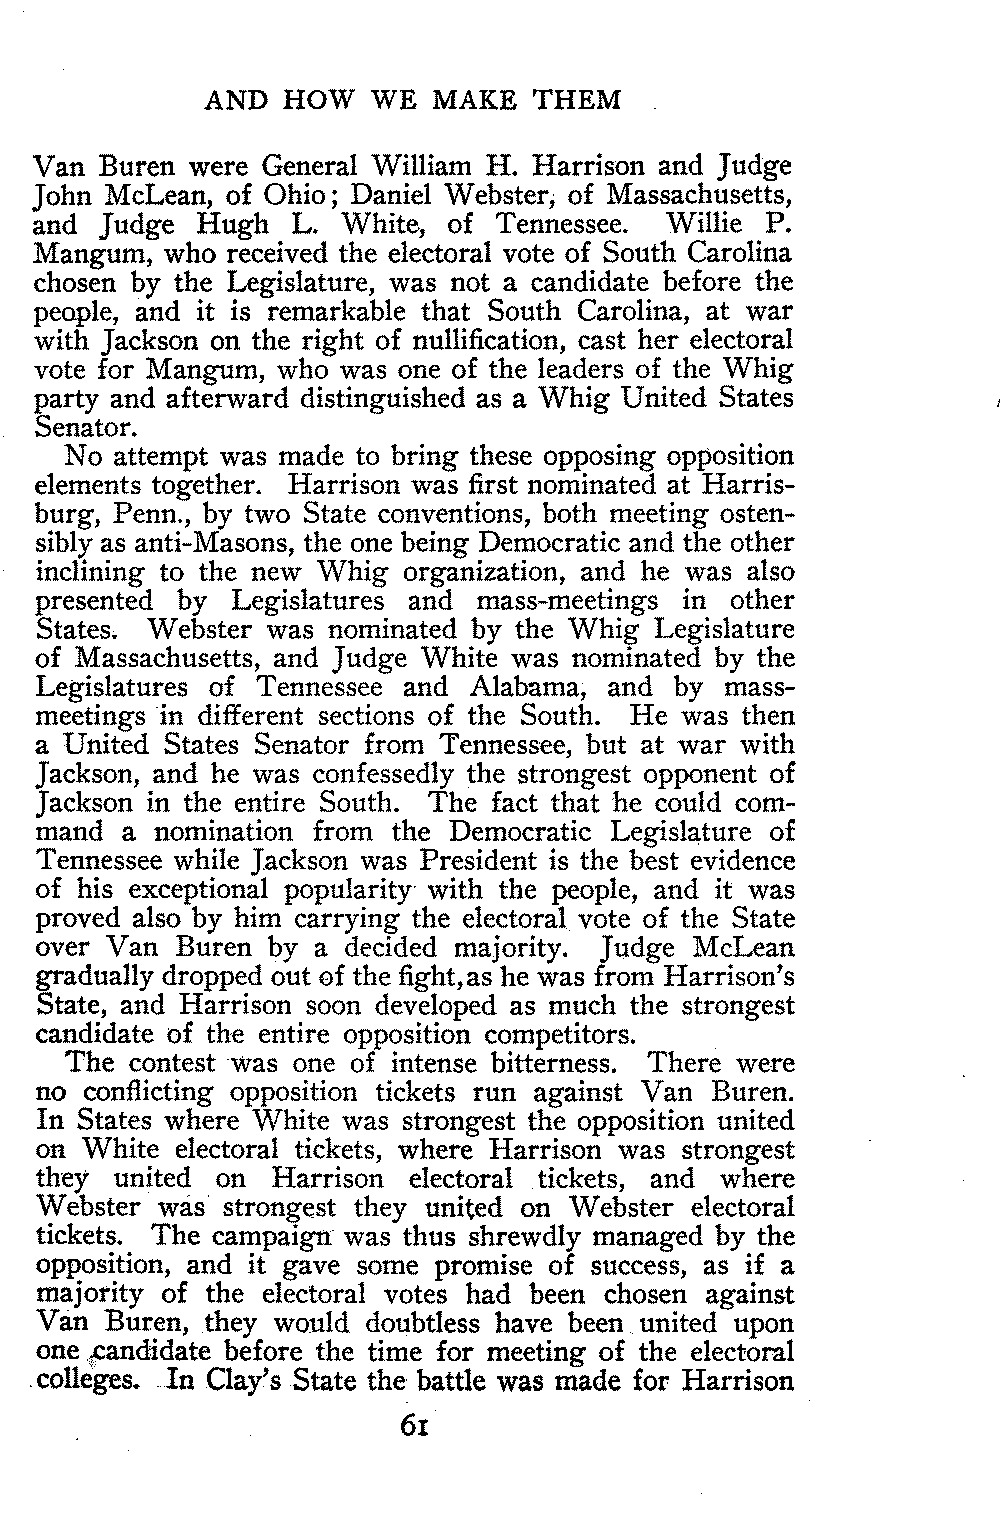 AND HOW WE MAKE THEM
Van Buren were General William H. Harrison and Judge
John McLean, of Ohio; Daniel Webster, of Massachusetts,
and Judge Hugh L. White, of Tennessee. Willie P.
Mangum, who received the electoral vote of South Carolina
chosen by the Legislature, was not a candidate before the
people, and it is remarkable that South Carolina, at war
with Jackson on the right of nullification, cast her electoral
vote for Mangum, who was one of the leaders of the Whig
party and afterward distinguished as a Whig United States
Senator.
No attempt was made to bring these opposing opposition
elements together. Harrison was first nominated at Harris-
burg, Penn., by two State conventions, both meeting osten-
sibly as anti-Masons, the one being Democratic and the other
inclining to the new Whig organization, and he was also
presented by Legislatures and mass-meetings in other
States. Webster was nominated by the Whig Legislature
of Massachusetts, and Judge White was nominated by the
Legislatures of Tennessee and Alabama, and by mass-
meetings in different sections of the South. He was then
a United States Senator from Tennessee, but at war with
Jackson, and he was confessedly the strongest opponent of
Jackson in the entire South. The fact that he could com-
mand a nomination from the Democratic Legislature of
Tennessee while Jackson was President is the best evidence
of his exceptional popularity with the people, and it was
proved also by him carrying the electoral vote of the State
over Van Buren by a decided majority. Judge McLean
gradually dropped out of the fight, as he was from Harrison's
State, and Harrison soon developed as much the strongest
candidate of the entire opposition competitors.
The contest was one of intense bitterness. There were
no conflicting opposition tickets run against Van Buren.
In States where White was strongest the opposition united
on White electoral tickets, where Harrison was strongest
they united on Harrison electoral tickets, and where
Webster was strongest they united on Webster electoral
tickets. The campaign was thus shrewdly managed by the
opposition, and it gave some promise of success, as if a
majority of the electoral votes had been chosen against
Van Buren, they would doubtless have been united upon
one candidate before the time for meeting of the electoral
colleges. In Clay's State the battle was made for Harrison
61